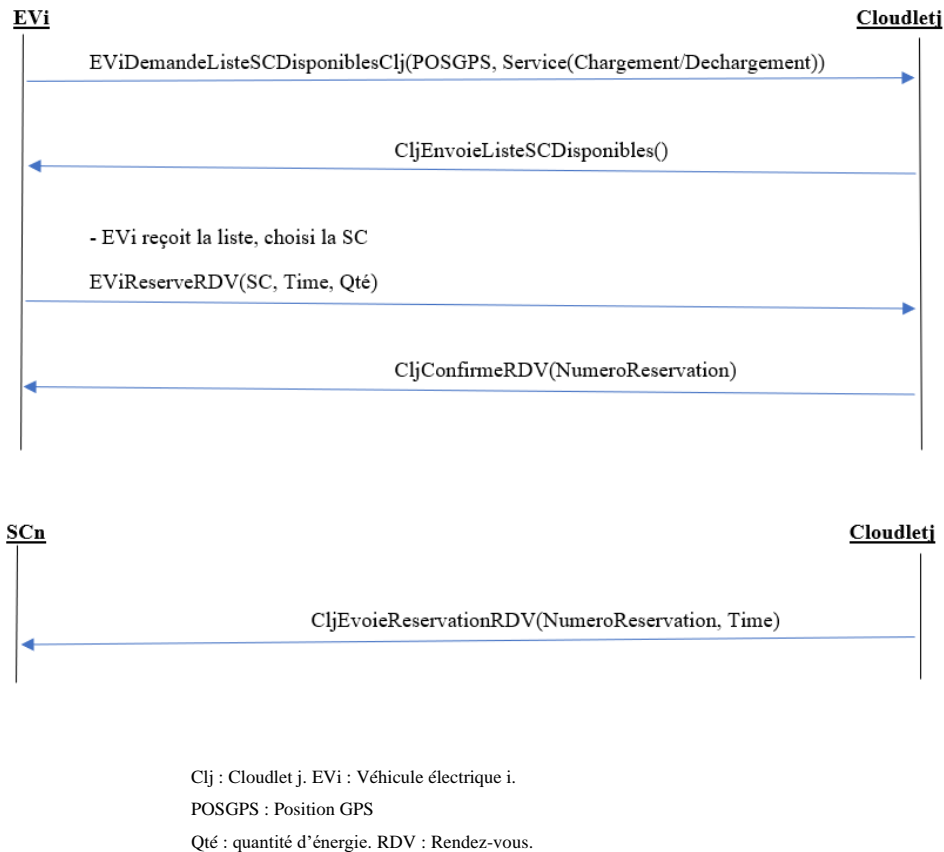 EVi
Cloudletj
EViDemandeListeSCDisponiblesClj(POSGPS, Service(Chargement/Dechargement))
CljEnvoieListeSCDisponibles()
- EVi reçoit la liste, choisi la SC
EViReserveRDV(SC, Time, Qté)
CljConfirmeRDV(NumeroReservation)
SCn
Cloudletj
CljEvoieReservationRDV(NumeroReservation, Time)
Clj : Cloudlet j. EVi : Véhicule électrique i.
POSGPS : Position GPS
Qté : quantité d’énergie. RDV : Rendez-vous.